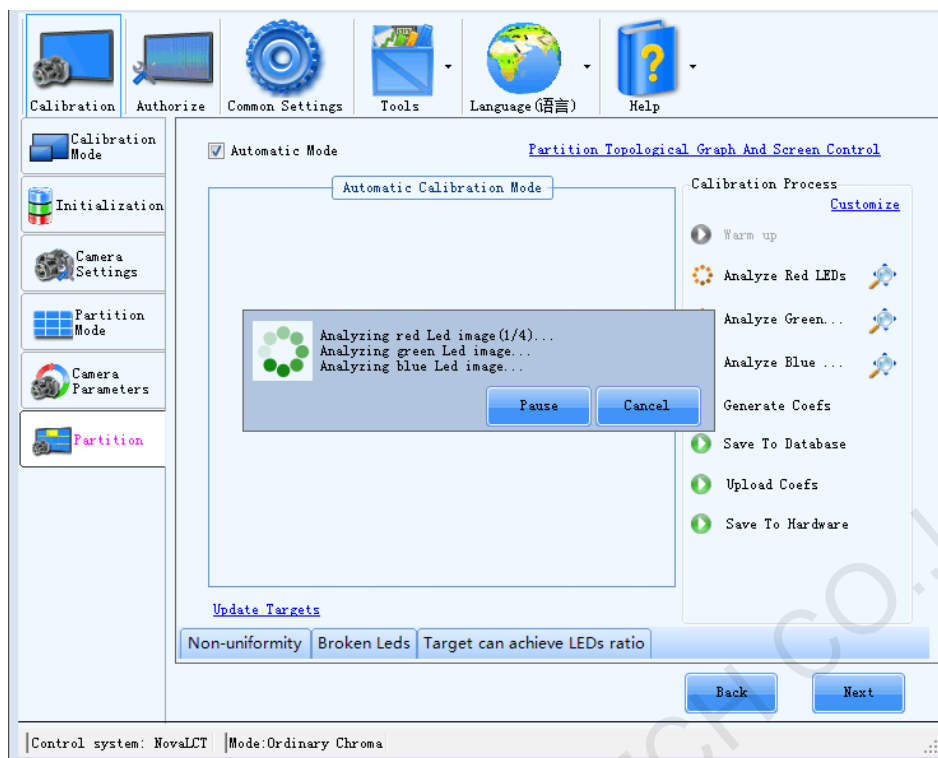 Calibration
Authorize
Common Settings
Tools
Language(语言)
Help
Calibration
Mode
Initialization
Camera
Settings
Partition
Mode
Camera
Parameters
Partition
Automatic Mode
Partition Topological Graph And Screen Control
Automatic Calibration Mode
Calibration Process
Customize
Warm up
Analyze Red LEDs
Analyze Green...
Analyze Blue ...
Generate Coefs
Save To Database
Upload Coefs
Save To Hardware
Analyzing red Led image(1/4)...
Analyzing green Led image...
Analyzing blue Led image...
Pause
Cancel
Update Targets
Non-uniformity
Broken Leds
Target can achieve LEDs ratio
Back
Next
Control system: NovaLCT
Mode:Ordinary Chroma